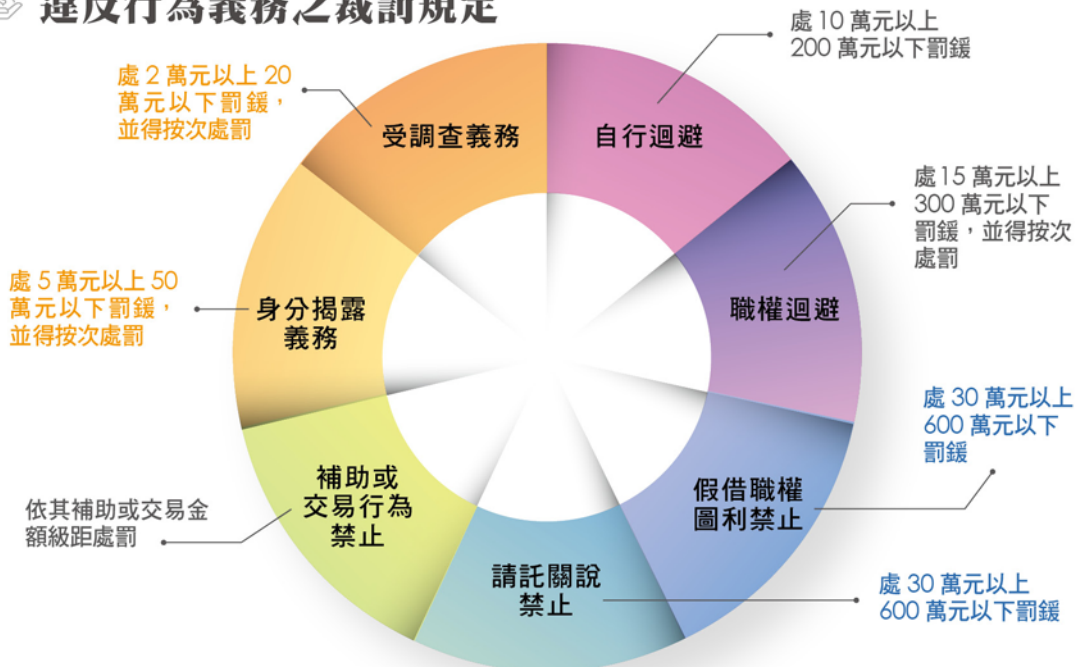 違反行為義務之裁罰規定
處 10 萬元以上
200 萬元以下罰鍰
自行迴避
處15 萬元以上
300 萬元以下
罰鍰，並得按次
處罰
職權迴避
處 30 萬元以上
600 萬元以下
罰鍰
假借職權
圖利禁止
處 30 萬元以上
600 萬元以下罰鍰
請託關說
禁止
依其補助或交易金
額級距處罰
補助或
交易行為
禁止
處 5 萬元以上 50
萬元以下罰鍰，
並得按次處罰
身分揭露
義務
處 2 萬元以上 20
萬元以下罰鍰，
並得按次處罰
受調查義務